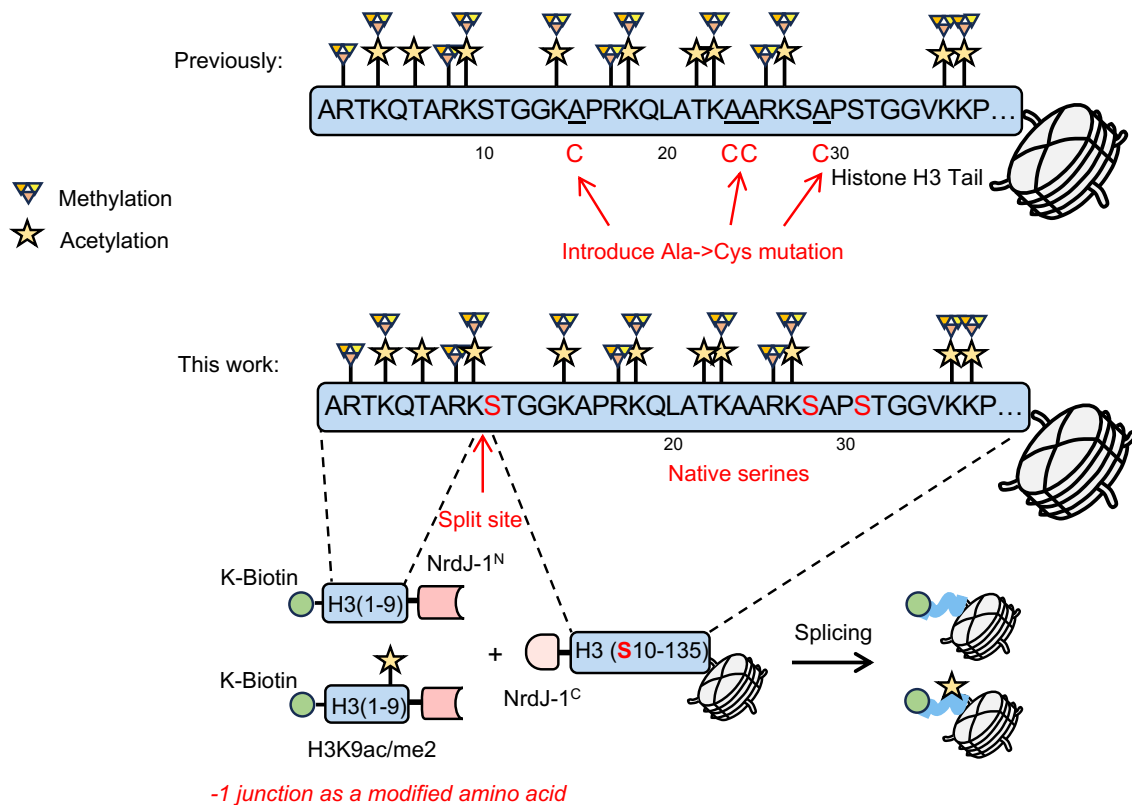 Previously:
ARTKQTARKSTGGKAPRKQLATKAARKSAPSTGGVKKP...
10 C 20 CC C 30
Histone H3 Tail
Methylation
Acetylation
Introduce Ala->Cys mutation
This work:
ARTKQTARKSTGGKAPRKQLATKAARKSAPSTGGVKKP...
20 30
Native serines
Split site
NrdJ-1N
K-Biotin
H3(1-9)
+
H3 (S10-135)
Splicing
K-Biotin
H3(1-9)
NrdJ-1C
H3K9ac/me2
-1 junction as a modified amino acid